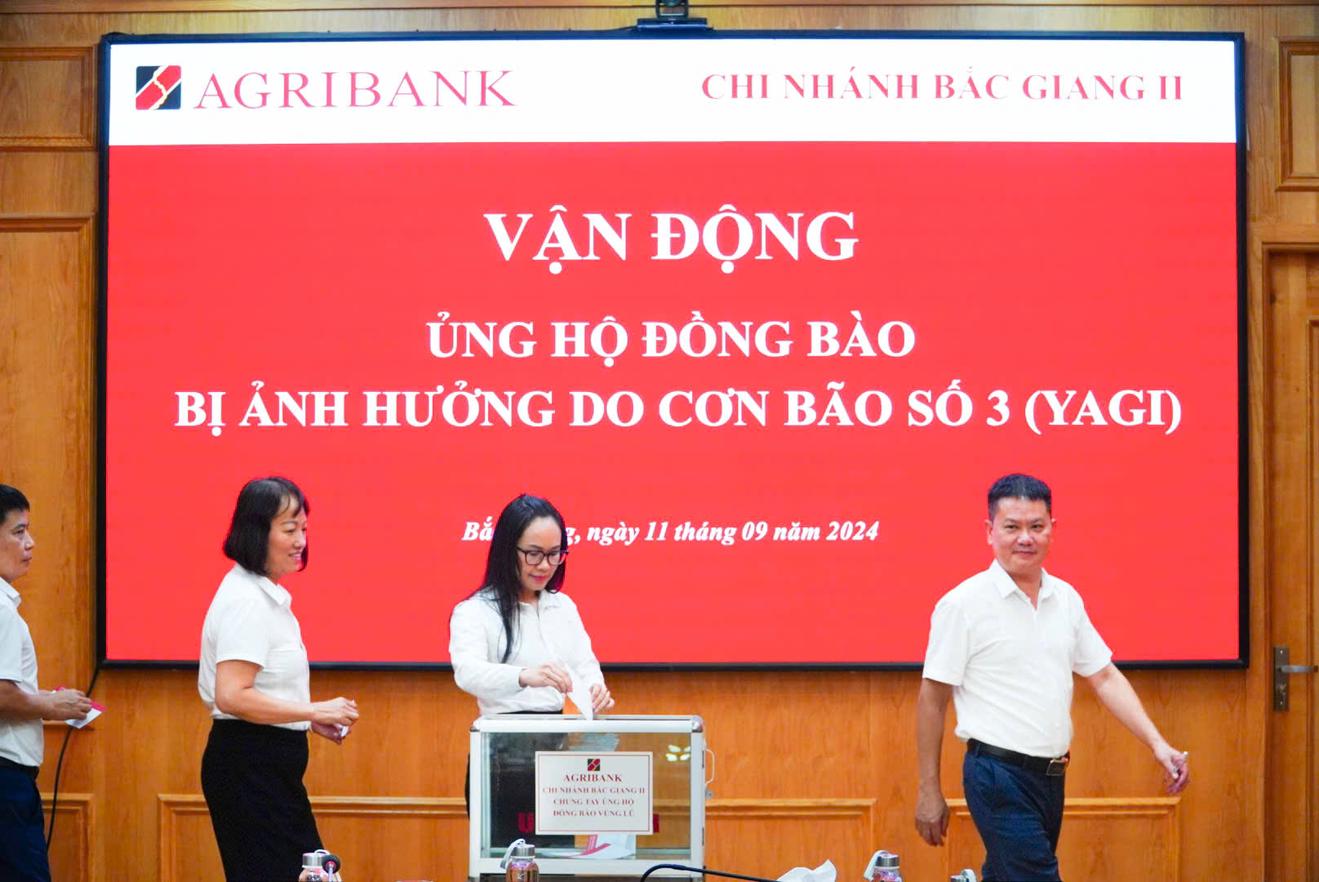 AGRIBANK
CHI NHÁNH BẮC GIANG II
VẬN ĐỘNG
ỦNG HỘ ĐỒNG BÀO
BỊ ẢNH HƯỞNG DO CƠN BÃO SỐ 3 (YAGI)
ngày 11 tháng 09 năm 2024
AGRIBANK
CHI NHÁNH BẮC GIANG II
CHUNG TAY ỦNG HỘ
ĐỒNG BÀO VÙNG LŨ